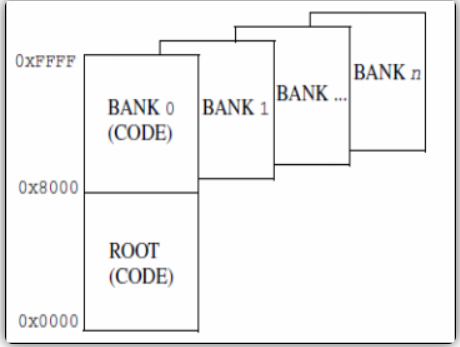 0xFFFF
BANK 0
(CODE)
BANK 1
BANK ...
BANK n
0x8000
ROOT
(CODE)
0x0000